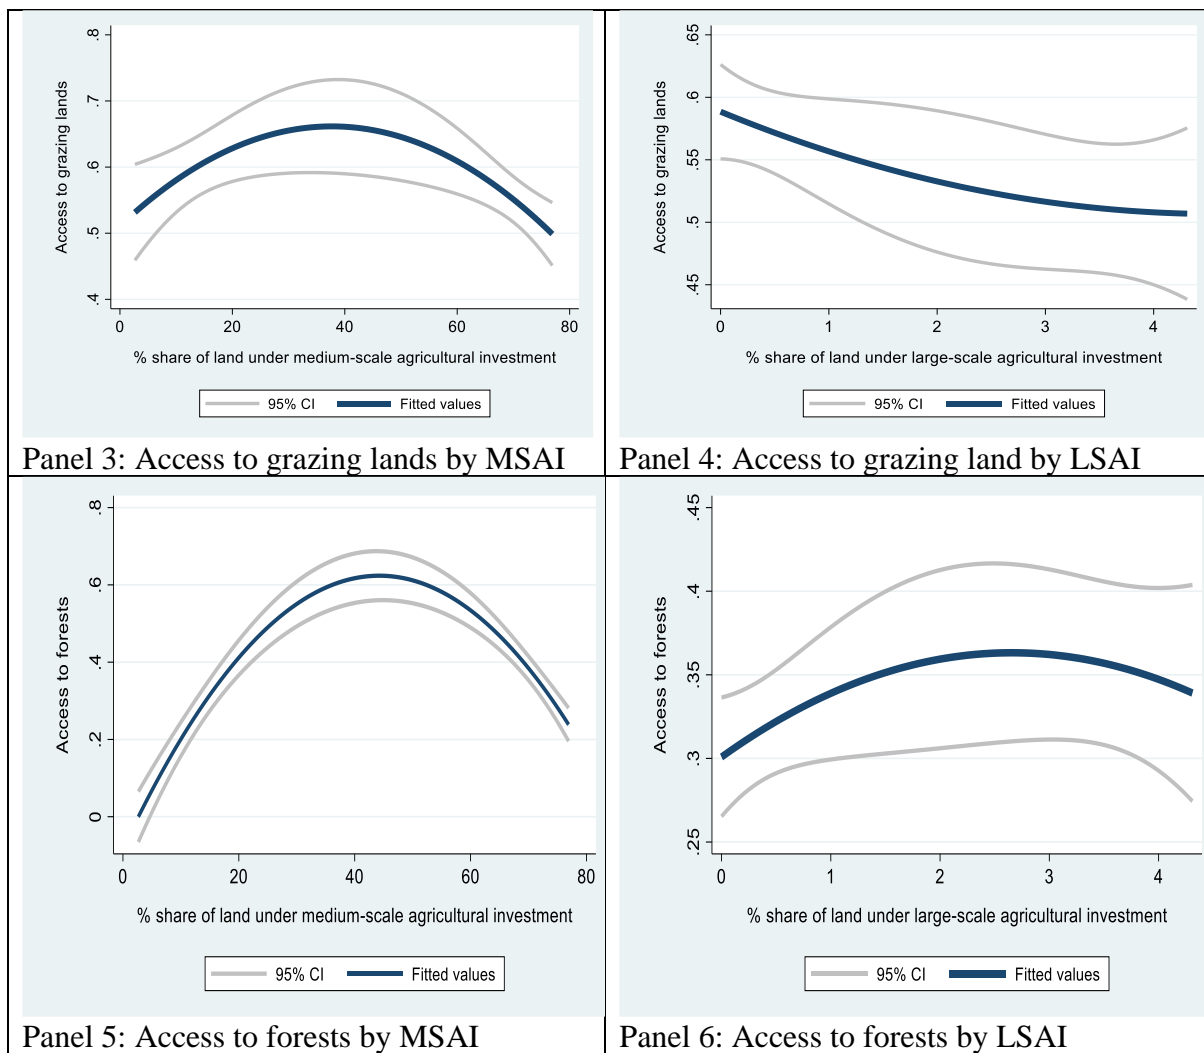 .8
.7
.6
.5
.4
Access to grazing lands
0 20 40 60 80
% share of land under medium-scale agricultural investment
95% CI Fitted values
Panel 3: Access to grazing lands by MSAI
.65
.6
.55
.5
.45
Access to grazing lands
0 1 2 3 4
% share of land under large-scale agricultural investment
95% CI Fitted values
Panel 4: Access to grazing land by LSAI
.8
.6
.4
.2
0
Access to forests
0 20 40 60 80
% share of land under medium-scale agricultural investment
95% CI Fitted values
Panel 5: Access to forests by MSAI
.45
.4
.35
.3
.25
Access to forests
0 1 2 3 4
% share of land under large-scale agricultural investment
95% CI Fitted values
Panel 6: Access to forests by LSAI